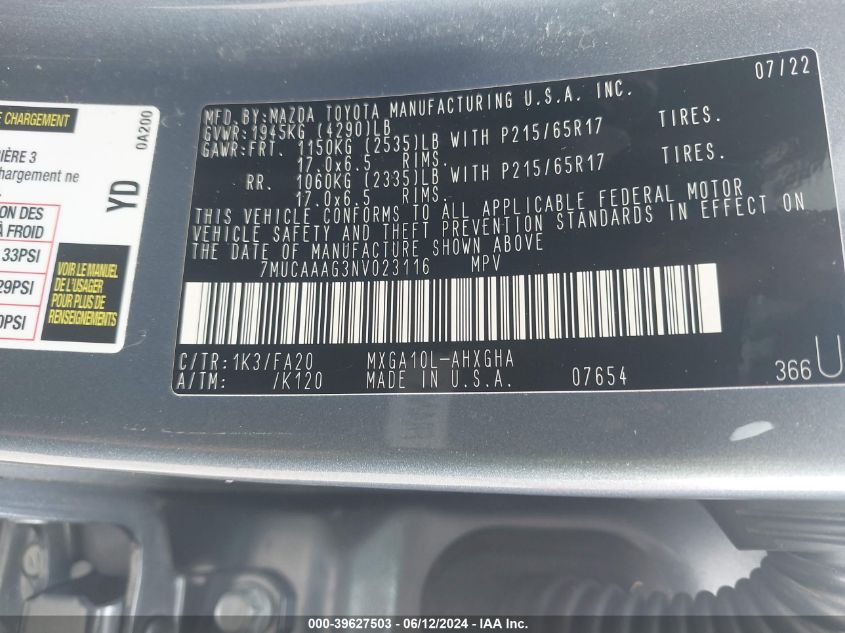 E CHARGEMENT
IÈRE 3
chargement ne
ION DES
À FROID
33PSI
29PSI
0PSI
0A200
YD
VOIR LE MANUEL
DE L'USAGER
POUR PLUS DE
RENSEIGNEMENTS
07/22
MFD. BY: MAZDA TOYOTA MANUFACTURING U.S.A. INC.
GVWR: 1945KG (4290)LB
GAWR: FRT. 1150KG (2535)LB WITH P215/65R17 TIRES.
17.0x6.5 RIMS.
RR. 1060KG (2335)LB WITH P215/65R17 TIRES.
17.0x6.5 RIMS.
THIS VEHICLE CONFORMS TO ALL APPLICABLE FEDERAL MOTOR
VEHICLE SAFETY AND THEFT PREVENTION STANDARDS IN EFFECT ON
THE DATE OF MANUFACTURE SHOWN ABOVE
7MUCAAAG3NV023116 MPV
C/TR: 1K3/FA20 MXGA10L-AHXGHA
A/TM: /K120 MADE IN U.S.A. 07654 366 U
000-39627503 - 06/12/2024 - IAA, Inc.